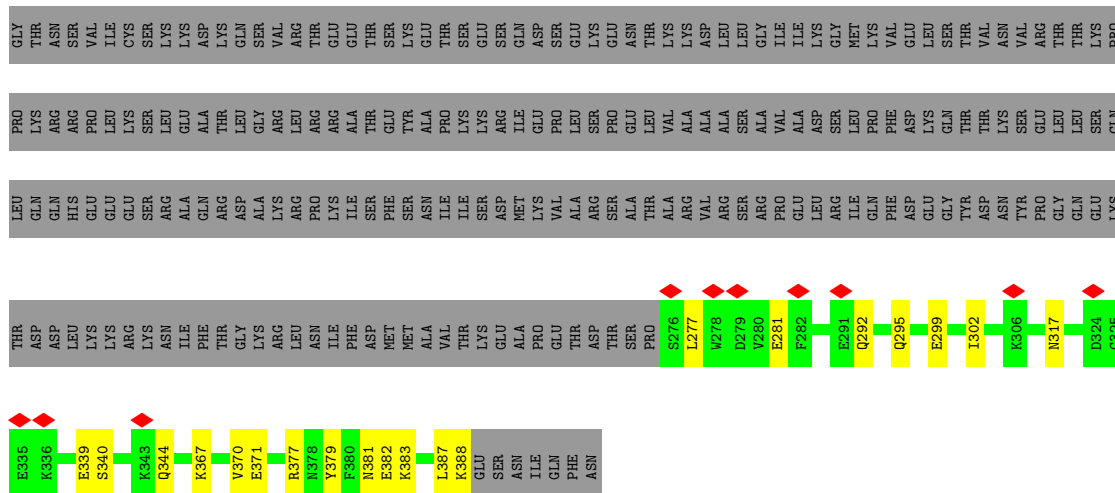 GLY THR ASN SER VAL ILE CYS SER LYS LYS ASP LYS GLN SER VAL ARG THR GLU GLU THR SER LYS GLU THR SER GLU SER GLN ASP SER GLU LYS GLU ASN THR LYS LYS ASP LEU LEU GLY ILE ILE LYS GLY MET LYS VAL GLU LEU SER THR VAL ASN VAL ARG THR THR LYS PRO
PRO LYS ARG ARG PRO LEU LYS SER LEU GLU ALA THR LEU GLY ARG LEU ARG ARG ALA THR GLU TYR ALA PRO LYS LYS ARG ILE GLU PRO LEU SER PRO GLU LEU VAL ALA ALA ALA SER ALA VAL ALA ASP SER LEU PRO PHE ASP LYS GLN THR THR LYS SER GLU LEU LEU SER GLN
LEU GLN GLN HIS GLU GLU GLU SER ARG ALA GLN ARG ASP ALA LYS ARG PRO LYS ILE SER PHE SER ASN ILE ILE SER ASP MET LYS VAL ALA ARG SER ALA THR ALA ARG VAL ARG SER ARG PRO GLU LEU ARG ILE GLN PHE ASP GLU GLY TYR ASP ASN TYR PRO GLY GLN GLU LYS
THR ASP ASP LEU LYS LYS ARG LYS ASN ILE PHE THR GLY LYS ARG LEU ASN ILE PHE ASP MET MET ALA VAL THR LYS GLU ALA PRO GLU THR ASP THR SER PRO S276 L277 W278 D279 V280 E281 F282 E291 Q292 Q295 E299 I302 K306 N317 D324 C325
E335 K336 E339 S340 K343 Q344 K367 V370 E371 R377 N378 Y379 F380 N381 E382 K383 L387 K388 GLU SER ASN ILE GLN PHE ASN